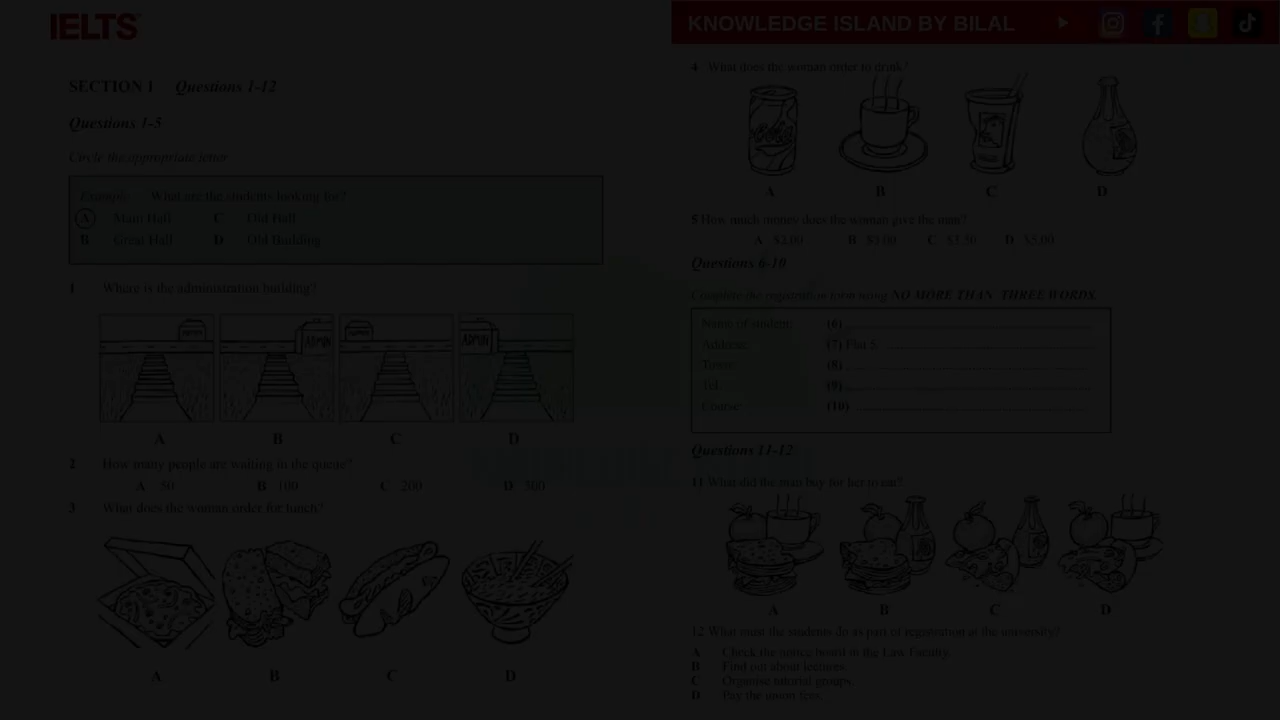 IELTS
KNOWLEDGE ISLAND BY BILAL
SECTION 1 Questions 1-12
Questions 1-5
Circle the appropriate letter
Example What are the students looking for?
A Main Hall C Old Hall
B Great Hall D Old Building
1 Where is the administration building?
ADMIN ADMIN ADMIN ADMIN
A B C D
2 How many people are waiting in the queue?
A 50 B 100 C 200 D 300
3 What does the woman order for lunch?
A B C D
4 What does the woman order to drink?
A B C D
5 How much money does the woman give the man?
A $2.00 B $3.00 C $3.50 D $5.00
Questions 6-10
Complete the registration form using NO MORE THAN THREE WORDS.
Name of student: (6)
Address: (7) Flat 5,
Town: (8)
Tel: (9)
Course: (10)
Questions 11-12
11 What did the man buy for her to eat?
A B C D
12 What must the students do as part of registration at the university?
A Check the notice board in the Law Faculty.
B Find out about lectures.
C Organise tutorial groups.
D Pay the union fees.